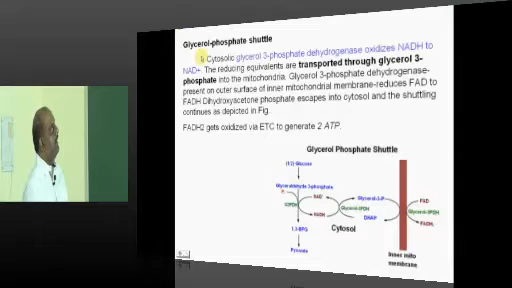 Glycerol-phosphate shuttle
Cytosolic glycerol 3-phosphate dehydrogenase oxidizes NADH to
NAD+. The reducing equivalents are transported through glycerol 3-
phosphate into the mitochondria. Glycerol 3-phosphate dehydrogenase-
present on outer surface of inner mitochondrial membrane-reduces FAD to
FADH Dihydroxyacetone phosphate escapes into cytosol and the shuttling
continues as depicted in Fig.
FADH2 gets oxidized via ETC to generate 2 ATP.
Glycerol Phosphate Shuttle
(1/2) Glucose
Glyceraldehyde 3-phosphate
Pi
NAD+
G3PDH
NADH
1,3-BPG
Pyruvate
Glycerol-3-P
Glycerol-3PDH
DHAP
Cytosol
FAD
Glycerol-3PDH
FADH2
Inner mito
membrane